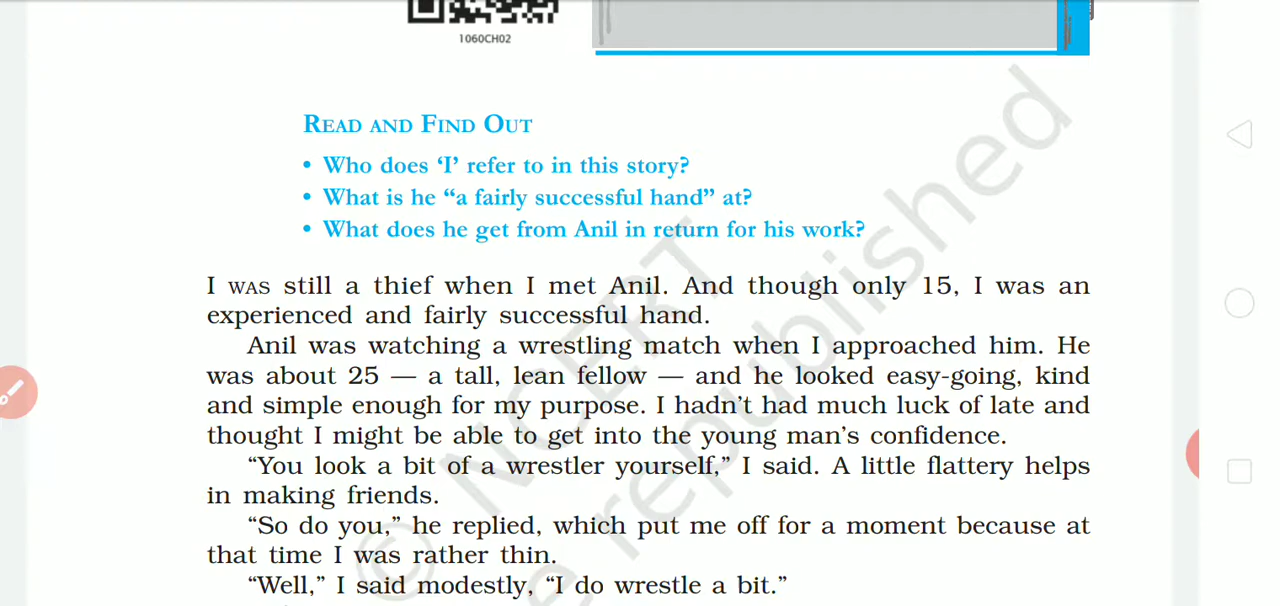 1060CH02
READ AND FIND OUT
• Who does ‘I’ refer to in this story?
• What is he “a fairly successful hand” at?
• What does he get from Anil in return for his work?
I WAS still a thief when I met Anil. And though only 15, I was an
experienced and fairly successful hand.
Anil was watching a wrestling match when I approached him. He
was about 25 — a tall, lean fellow — and he looked easy-going, kind
and simple enough for my purpose. I hadn’t had much luck of late and
thought I might be able to get into the young man’s confidence.
“You look a bit of a wrestler yourself,” I said. A little flattery helps
in making friends.
“So do you,” he replied, which put me off for a moment because at
that time I was rather thin.
“Well,” I said modestly, “I do wrestle a bit.”
© NCERT
be republished